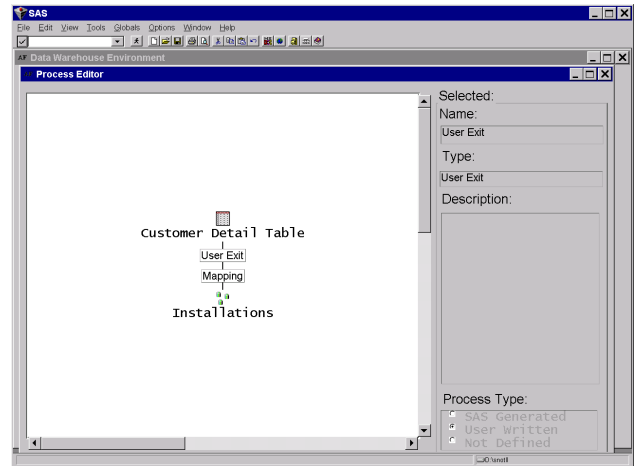 SAS
File Edit View Tools Globals Options Window Help
Data Warehouse Environment
Process Editor
Selected:
Name:
User Exit
Type:
User Exit
Description:
Customer Detail Table
User Exit
Mapping
Installations
Process Type:
SAS Generated
User Written
Not Defined